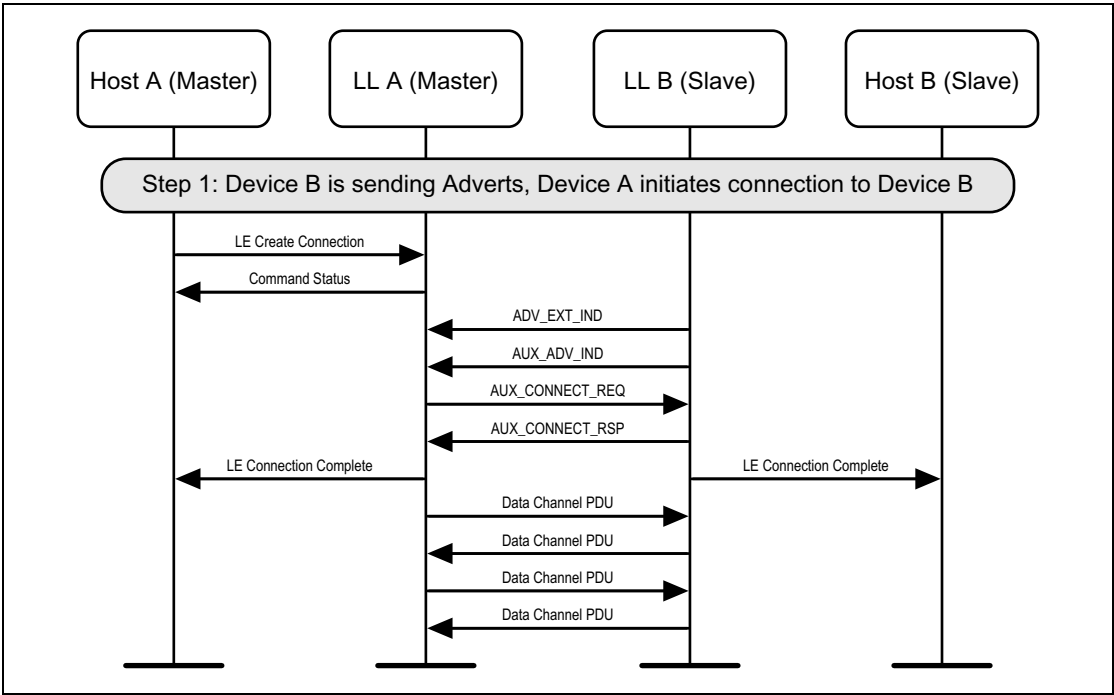 Host A (Master)
LL A (Master)
LL B (Slave)
Host B (Slave)
Step 1: Device B is sending Adverts, Device A initiates connection to Device B
LE Create Connection
Command Status
ADV_EXT_IND
AUX_ADV_IND
AUX_CONNECT_REQ
AUX_CONNECT_RSP
LE Connection Complete
LE Connection Complete
Data Channel PDU
Data Channel PDU
Data Channel PDU
Data Channel PDU